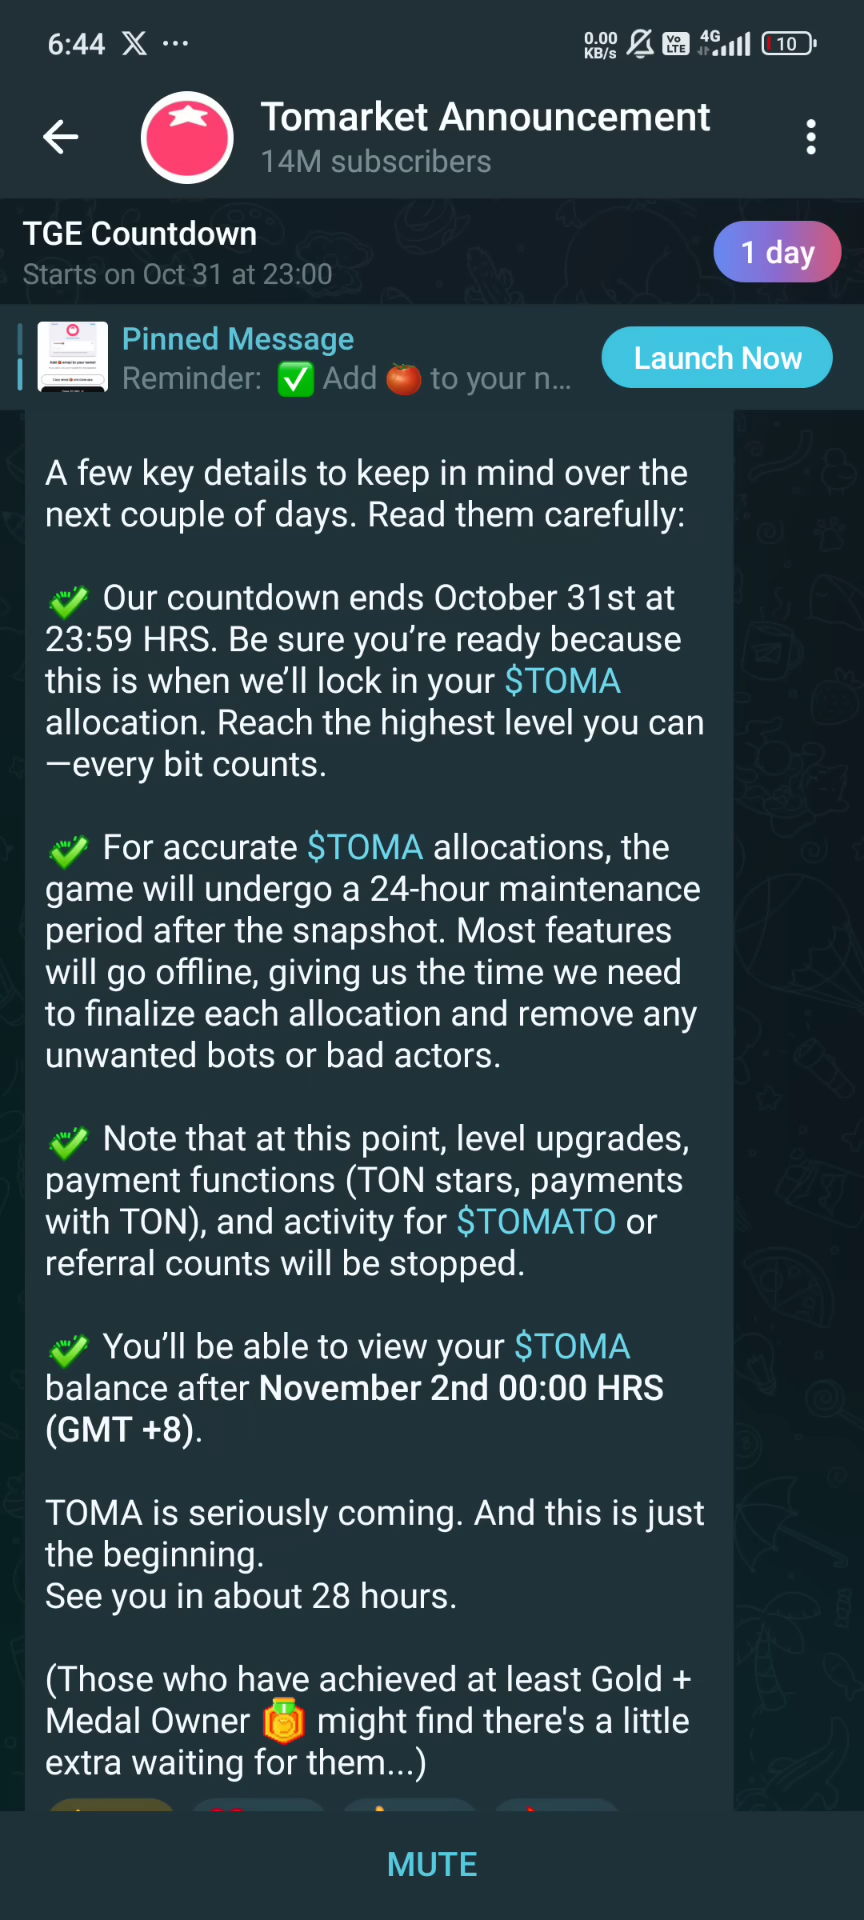 6:44 X ...
0.00 KB/s Vo LTE 4G 10
Tomarket Announcement
14M subscribers
TGE Countdown
Starts on Oct 31 at 23:00
1 day
Pinned Message
Reminder: ✅ Add 🍅 to your n...
Launch Now
A few key details to keep in mind over the
next couple of days. Read them carefully:
Our countdown ends October 31st at
23:59 HRS. Be sure you’re ready because
this is when we’ll lock in your $TOMA
allocation. Reach the highest level you can
—every bit counts.
For accurate $TOMA allocations, the
game will undergo a 24-hour maintenance
period after the snapshot. Most features
will go offline, giving us the time we need
to finalize each allocation and remove any
unwanted bots or bad actors.
Note that at this point, level upgrades,
payment functions (TON stars, payments
with TON), and activity for $TOMATO or
referral counts will be stopped.
You’ll be able to view your $TOMA
balance after November 2nd 00:00 HRS
(GMT +8).
TOMA is seriously coming. And this is just
the beginning.
See you in about 28 hours.
(Those who have achieved at least Gold +
Medal Owner 🏅 might find there's a little
extra waiting for them...)
MUTE